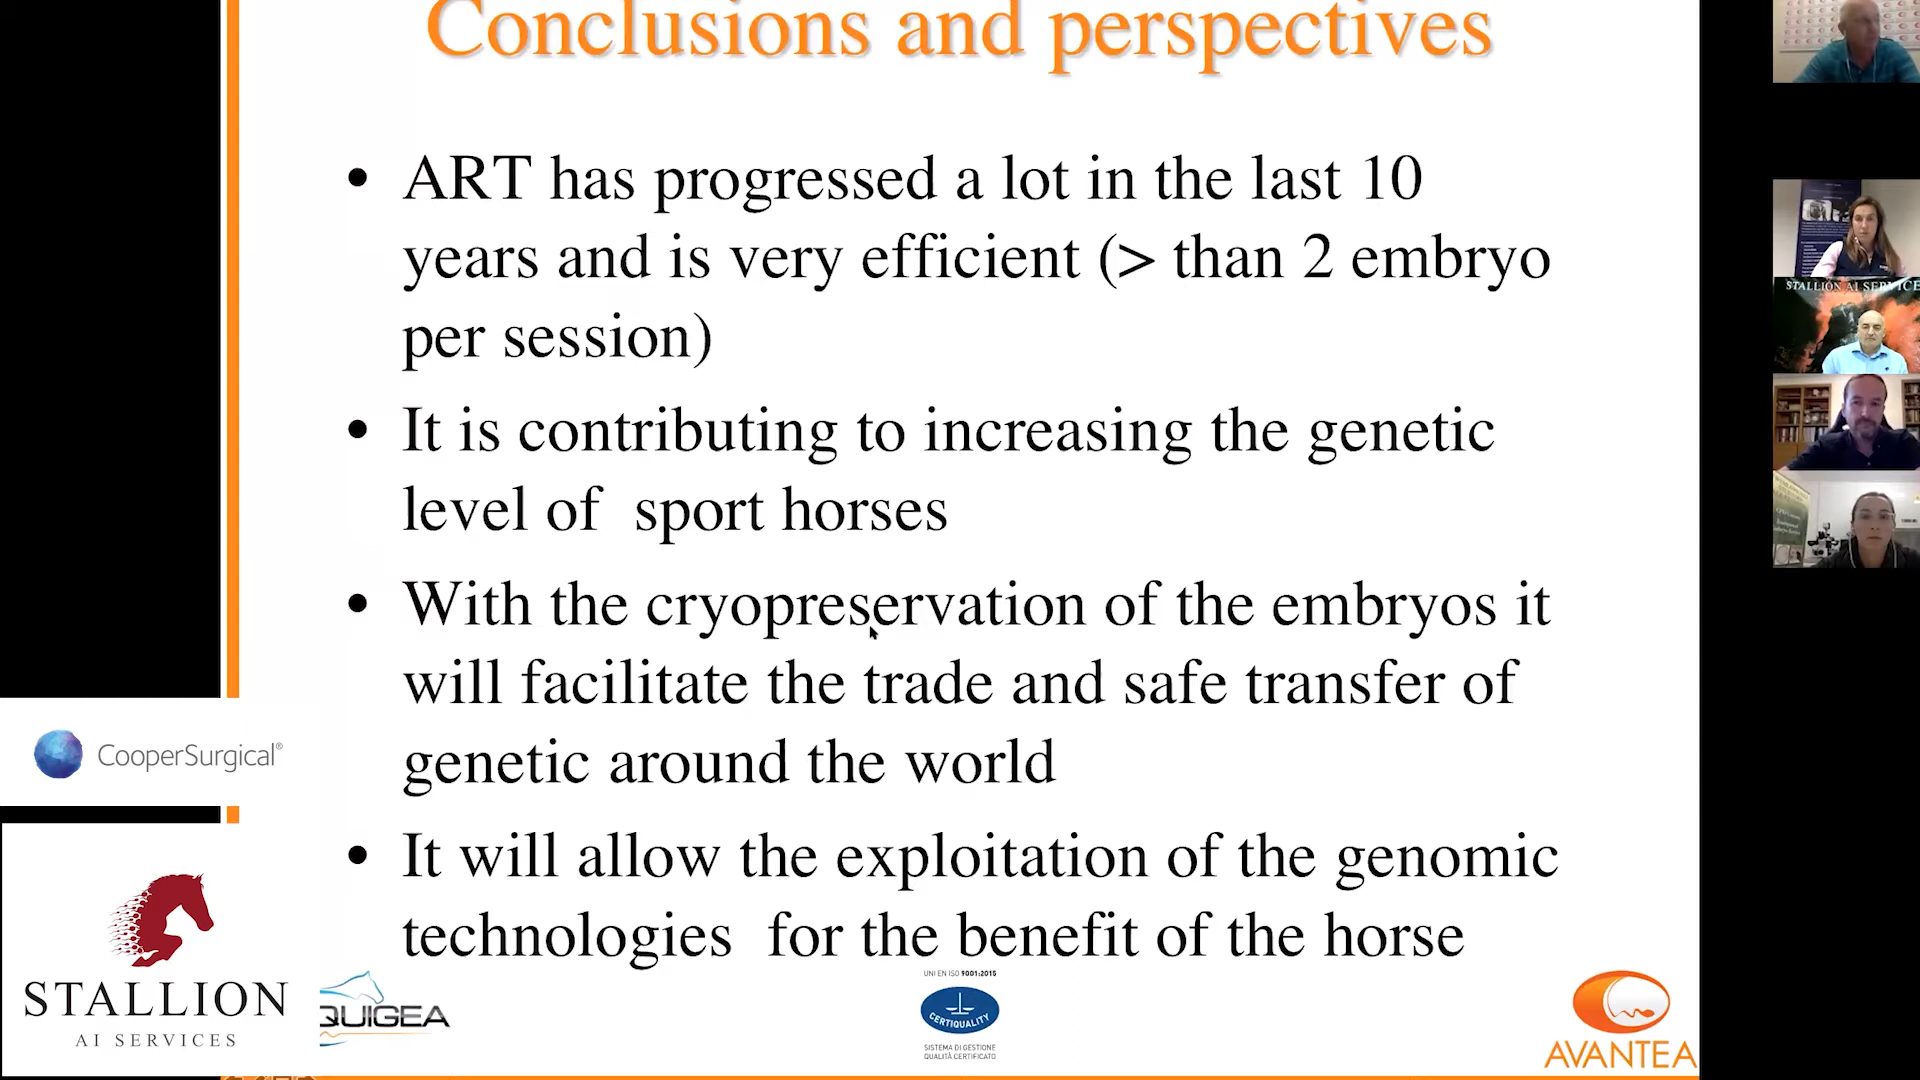 Conclusions and perspectives
• ART has progressed a lot in the last 10
years and is very efficient (> than 2 embryo
per session)
• It is contributing to increasing the genetic
level of sport horses
• With the cryopreservation of the embryos it
will facilitate the trade and safe transfer of
genetic around the world
• It will allow the exploitation of the genomic
technologies for the benefit of the horse
CooperSurgical®
STALLION
AI SERVICES
QUIGEA
UNI EN ISO 9001:2015
CERTIQUALITY
SISTEMA DI GESTIONE
QUALITÀ CERTIFICATO
AVANTEA
STALLION AI SERVICE